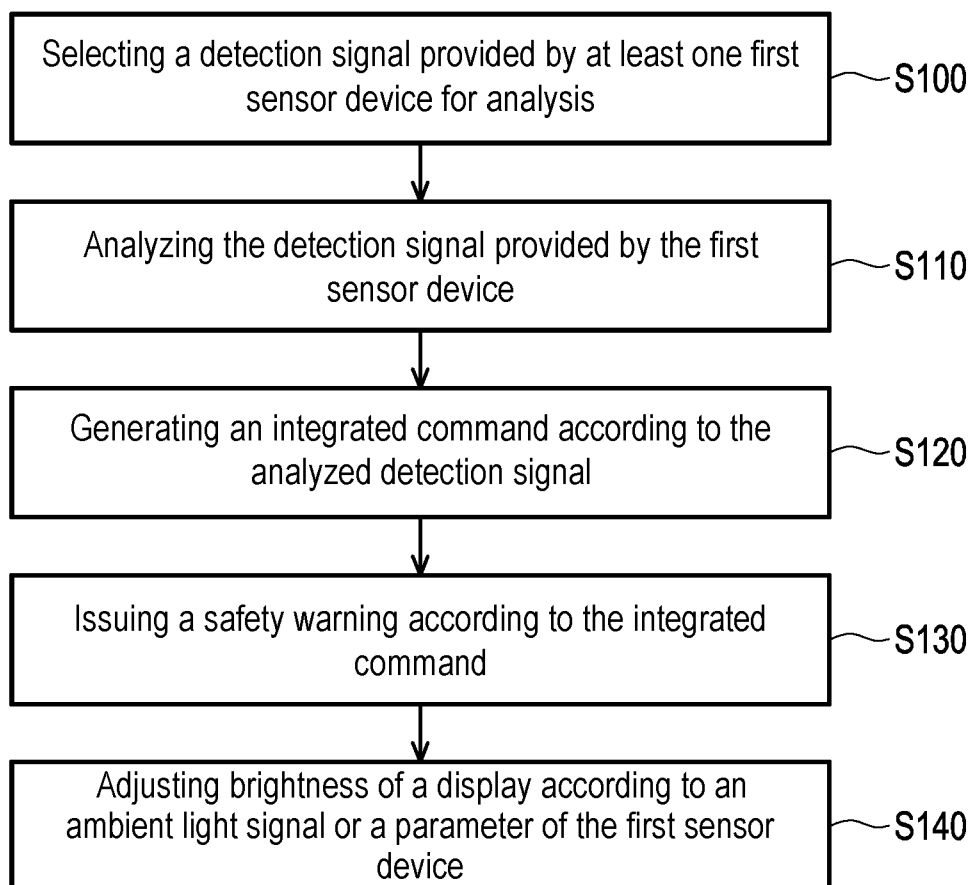 Selecting a detection signal provided by at least one first
sensor device for analysis
S100
Analyzing the detection signal provided by the first
sensor device
S110
Generating an integrated command according to the
analyzed detection signal
S120
Issuing a safety warning according to the integrated
command
S130
Adjusting brightness of a display according to an
ambient light signal or a parameter of the first sensor
device
S140